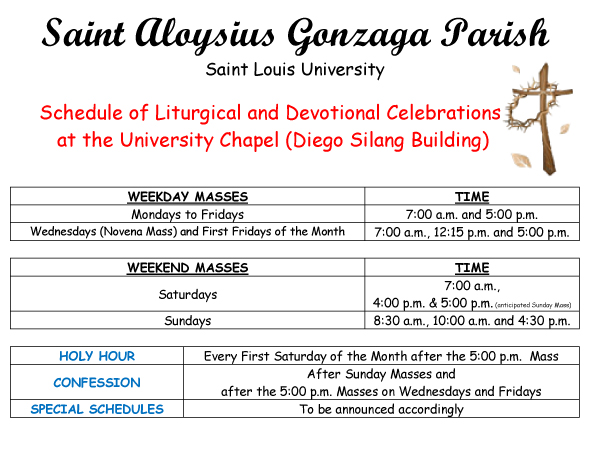 Saint Aloysius Gonzaga Parish
Saint Louis University
Schedule of Liturgical and Devotional Celebrations
at the University Chapel (Diego Silang Building)
WEEKDAY MASSES TIME
Mondays to Fridays 7:00 a.m. and 5:00 p.m.
Wednesdays (Novena Mass) and First Fridays of the Month 7:00 a.m., 12:15 p.m. and 5:00 p.m.
WEEKEND MASSES TIME
Saturdays 7:00 a.m.,
4:00 p.m. & 5:00 p.m. (anticipated Sunday Mass)
Sundays 8:30 a.m., 10:00 a.m. and 4:30 p.m.
HOLY HOUR Every First Saturday of the Month after the 5:00 p.m. Mass
CONFESSION After Sunday Masses and
after the 5:00 p.m. Masses on Wednesdays and Fridays
SPECIAL SCHEDULES To be announced accordingly